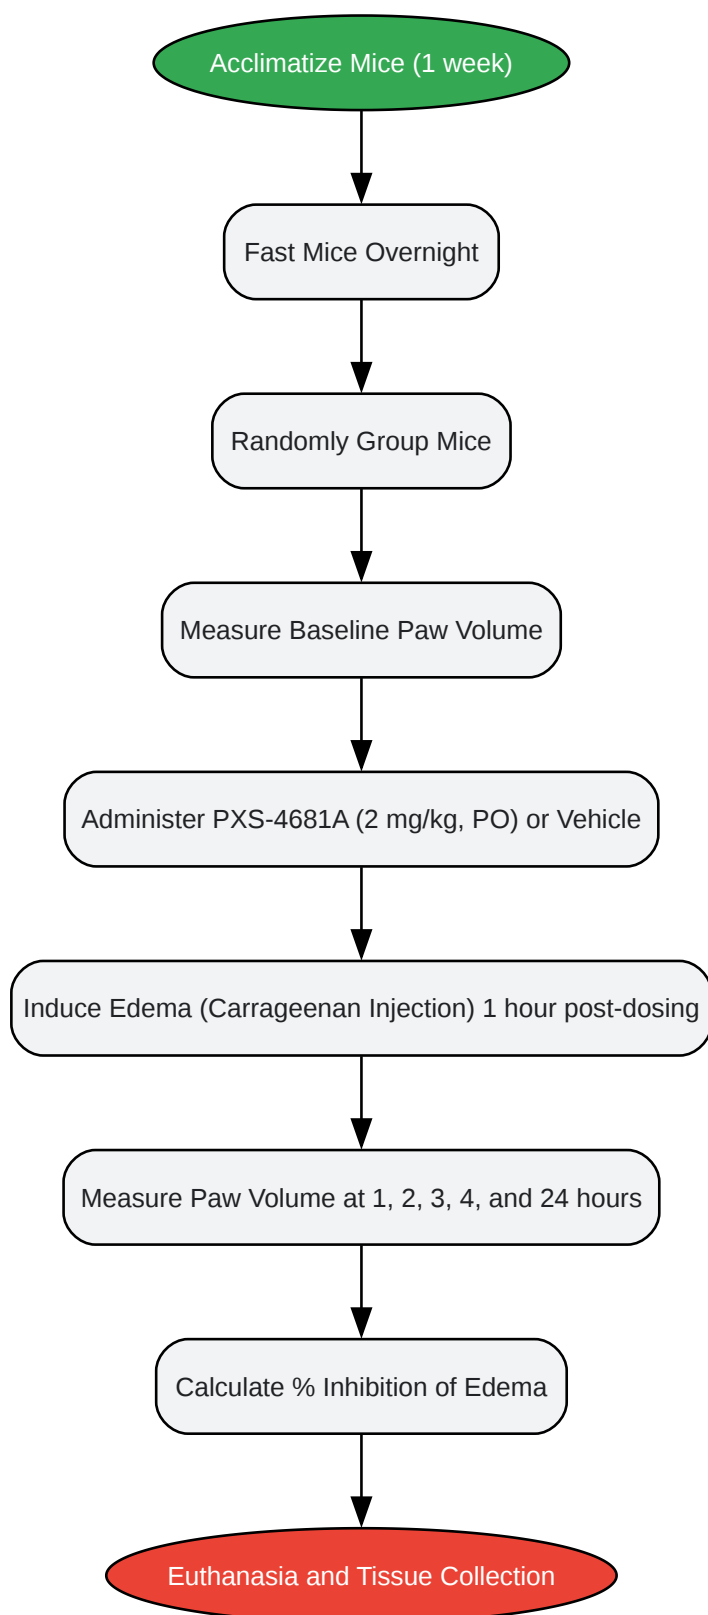 Acclimatize Mice (1 week)
Fast Mice Overnight
Randomly Group Mice
Measure Baseline Paw Volume
Administer PXS-4681A (2 mg/kg, PO) or Vehicle
Induce Edema (Carrageenan Injection) 1 hour post-dosing
Measure Paw Volume at 1, 2, 3, 4, and 24 hours
Calculate % Inhibition of Edema
Euthanasia and Tissue Collection